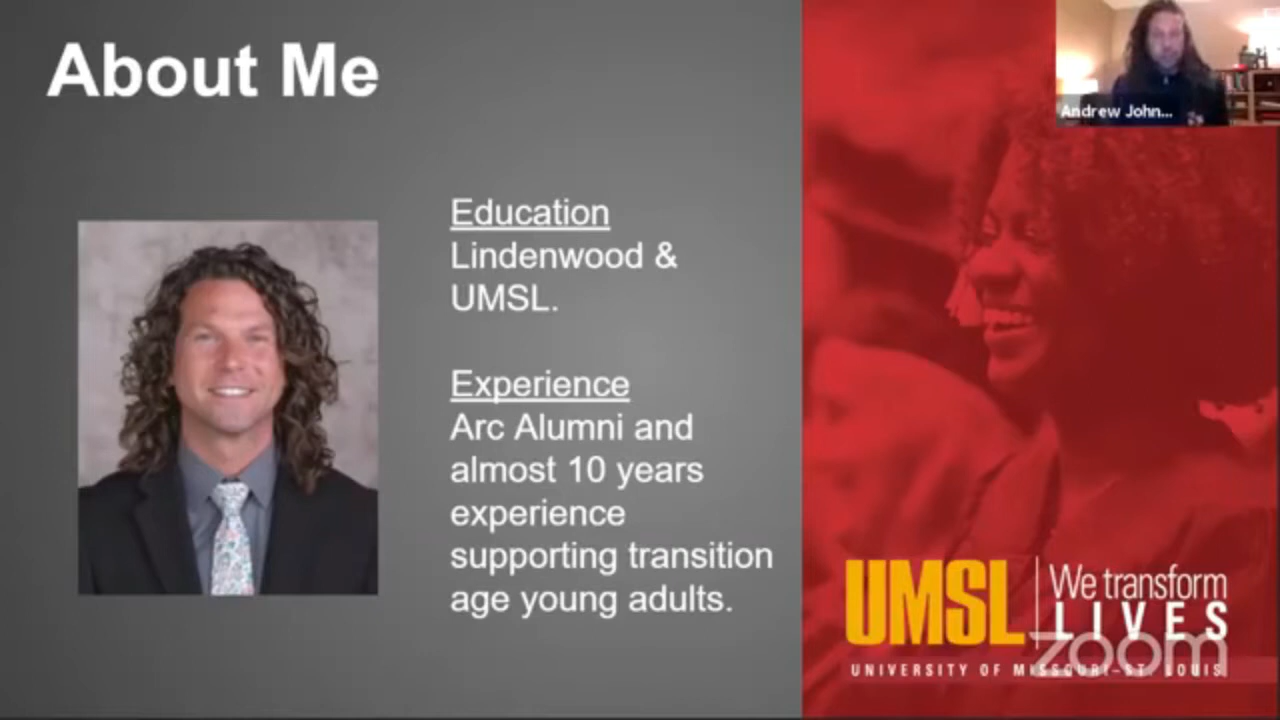 About Me
Andrew John...
Education
Lindenwood &
UMSL.
Experience
Arc Alumni and
almost 10 years
experience
supporting transition
age young adults.
UMSL
We transform
LIVES
zoom
UNIVERSITY OF MISSOURI–ST. LOUIS